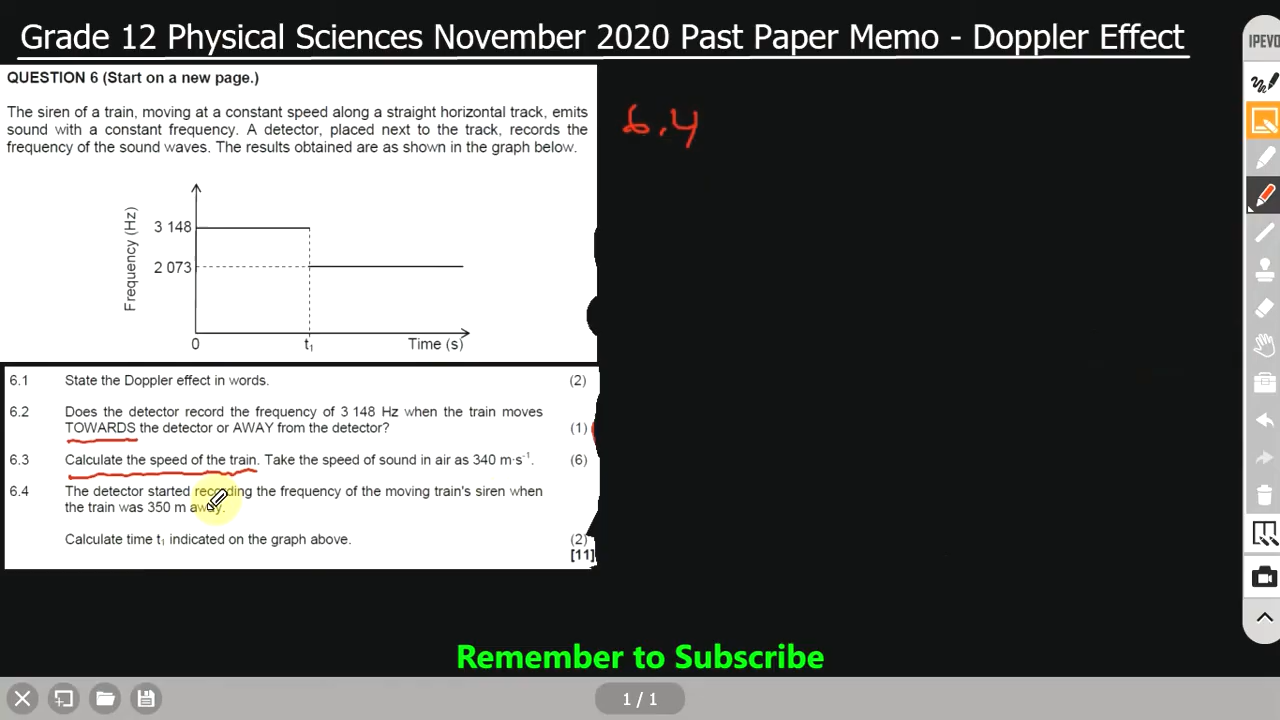 Grade 12 Physical Sciences November 2020 Past Paper Memo - Doppler Effect
IPEVO
QUESTION 6 (Start on a new page.)
The siren of a train, moving at a constant speed along a straight horizontal track, emits
sound with a constant frequency. A detector, placed next to the track, records the
frequency of the sound waves. The results obtained are as shown in the graph below.
6.4
Frequency (Hz)
3 148
2 073
0
t₁
Time (s)
6.1 State the Doppler effect in words. (2)
6.2 Does the detector record the frequency of 3 148 Hz when the train moves
TOWARDS the detector or AWAY from the detector? (1)
6.3 Calculate the speed of the train. Take the speed of sound in air as 340 m·s⁻¹. (6)
6.4 The detector started recording the frequency of the moving train's siren when
the train was 350 m away.
Calculate time t₁ indicated on the graph above. (2)
[11]
Remember to Subscribe
1 / 1